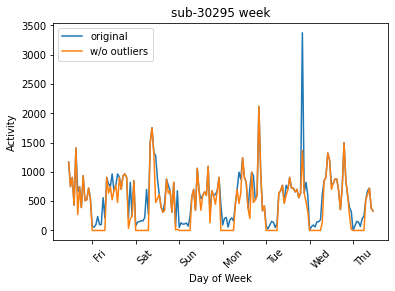 sub-30295 week
original
w/o outliers
3500
3000
2500
2000
1500
1000
500
0
Activity
Fri
Sat
Sun
Mon
Tue
Wed
Thu
Day of Week